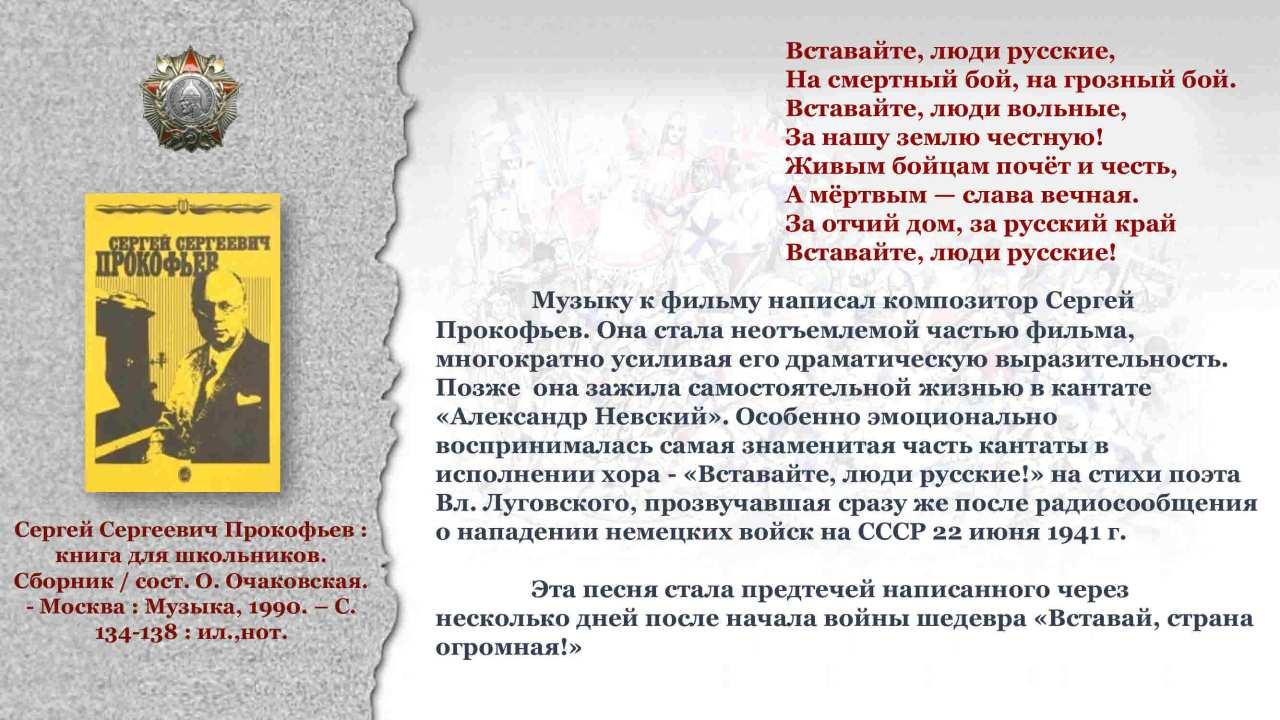 СЕРГЕЙ СЕРГЕЕВИЧ
ПРОКОФЬЕВ
Сергей Сергеевич Прокофьев :
книга для школьников.
Сборник / сост. О. Очаковская.
- Москва : Музыка, 1990. – С.
134-138 : ил.,нот.
Вставайте, люди русские,
На смертный бой, на грозный бой.
Вставайте, люди вольные,
За нашу землю честную!
Живым бойцам почёт и честь,
А мёртвым — слава вечная.
За отчий дом, за русский край
Вставайте, люди русские!
Музыку к фильму написал композитор Сергей
Прокофьев. Она стала неотъемлемой частью фильма,
многократно усиливая его драматическую выразительность.
Позже  она зажила самостоятельной жизнью в кантате
«Александр Невский». Особенно эмоционально
воспринималась самая знаменитая часть кантаты в
исполнении хора - «Вставайте, люди русские!» на стихи поэта
Вл. Луговского, прозвучавшая сразу же после радиосообщения
о нападении немецких войск на СССР 22 июня 1941 г.
Эта песня стала предтечей написанного через
несколько дней после начала войны шедевра «Вставай, страна
огромная!»